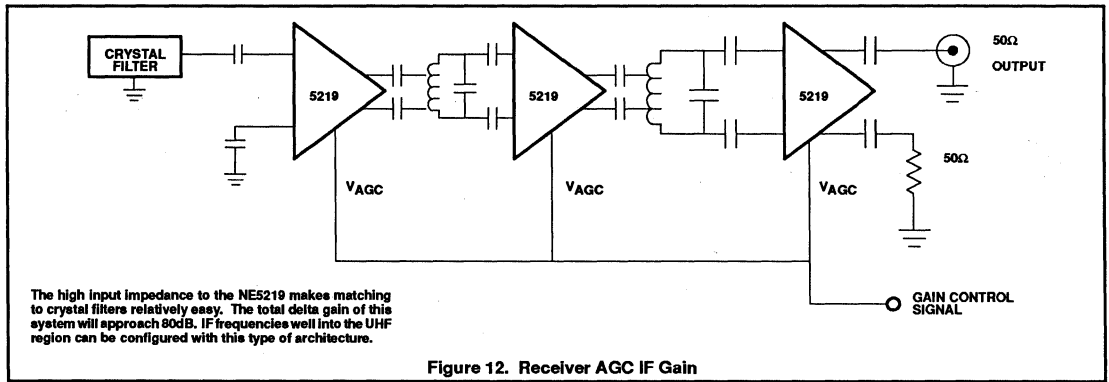 CRYSTAL
FILTER
5219
5219
5219
50Ω
OUTPUT
50Ω
VAGC
VAGC
VAGC
The high input impedance to the NE5219 makes matching
to crystal filters relatively easy. The total delta gain of this
system will approach 80dB. IF frequencies well into the UHF
region can be configured with this type of architecture.
GAIN CONTROL
SIGNAL
Figure 12. Receiver AGC IF Gain